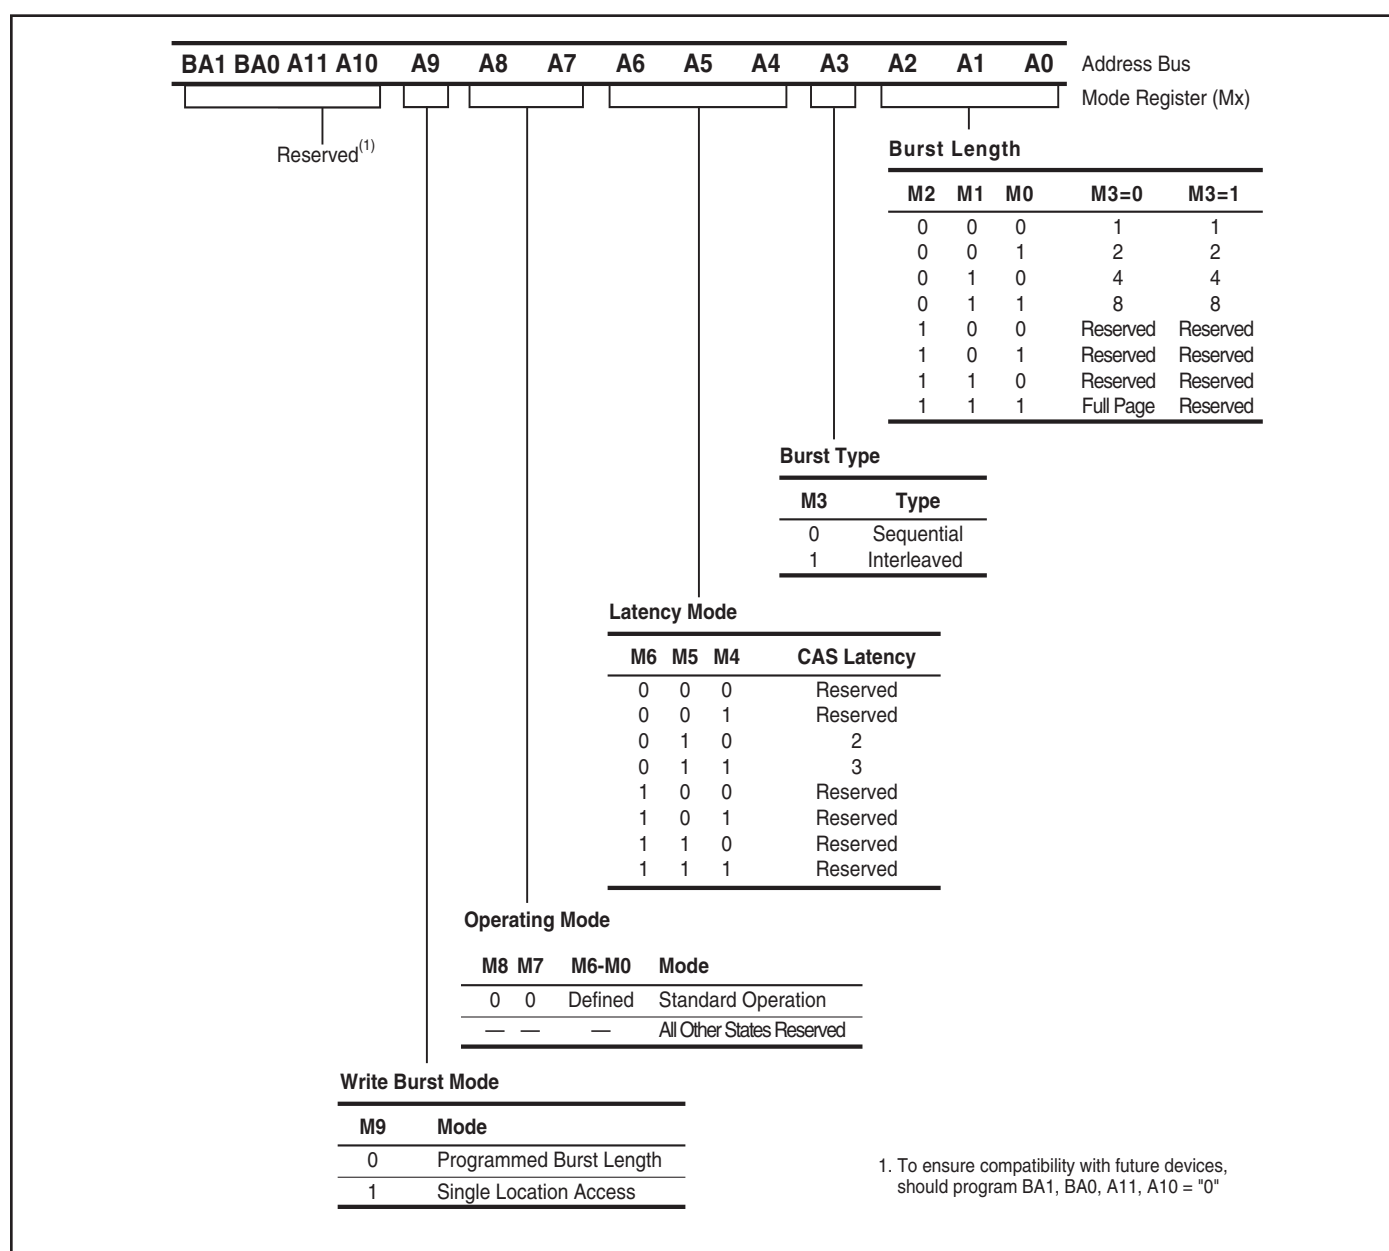 BA1 BA0 A11 A10 A9 A8 A7 A6 A5 A4 A3 A2 A1 A0 Address Bus
Mode Register (Mx)
Reserved(1)
Burst Length
M2 M1 M0 M3=0 M3=1
0 0 0 1 1
0 0 1 2 2
0 1 0 4 4
0 1 1 8 8
1 0 0 Reserved Reserved
1 0 1 Reserved Reserved
1 1 0 Reserved Reserved
1 1 1 Full Page Reserved
Burst Type
M3 Type
0 Sequential
1 Interleaved
Latency Mode
M6 M5 M4 CAS Latency
0 0 0 Reserved
0 0 1 Reserved
0 1 0 2
0 1 1 3
1 0 0 Reserved
1 0 1 Reserved
1 1 0 Reserved
1 1 1 Reserved
Operating Mode
M8 M7 M6-M0 Mode
0 0 Defined Standard Operation
— — — All Other States Reserved
Write Burst Mode
M9 Mode
0 Programmed Burst Length
1 Single Location Access
1. To ensure compatibility with future devices,
should program BA1, BA0, A11, A10 = "0"